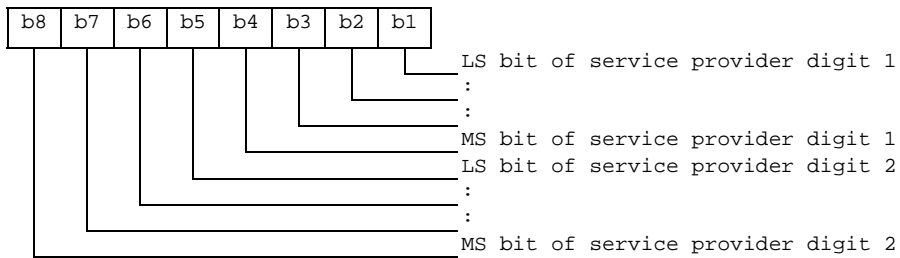 b8 b7 b6 b5 b4 b3 b2 b1
LS bit of service provider digit 1
:
:
MS bit of service provider digit 1
LS bit of service provider digit 2
:
:
MS bit of service provider digit 2